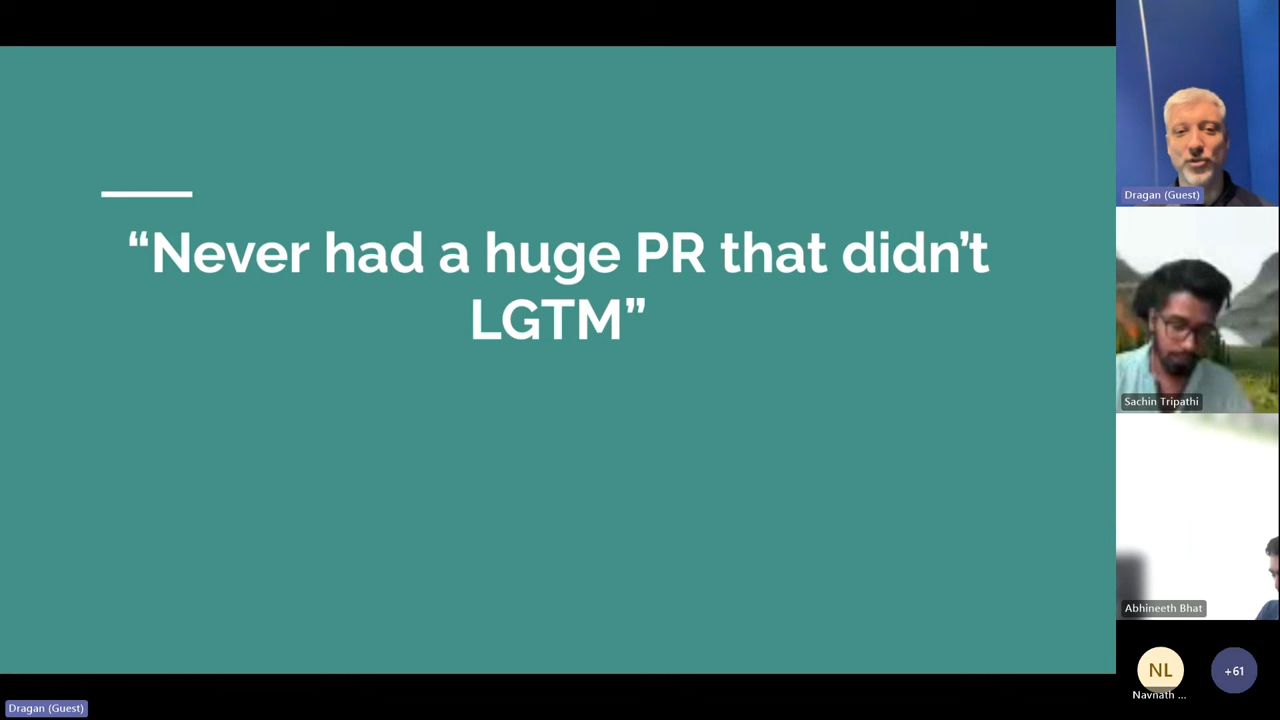 “Never had a huge PR that didn’t
LGTM”
Dragan (Guest)
Sachin Tripathi
Abhineeth Bhat
NL
+61
Navnath ...
Dragan (Guest)